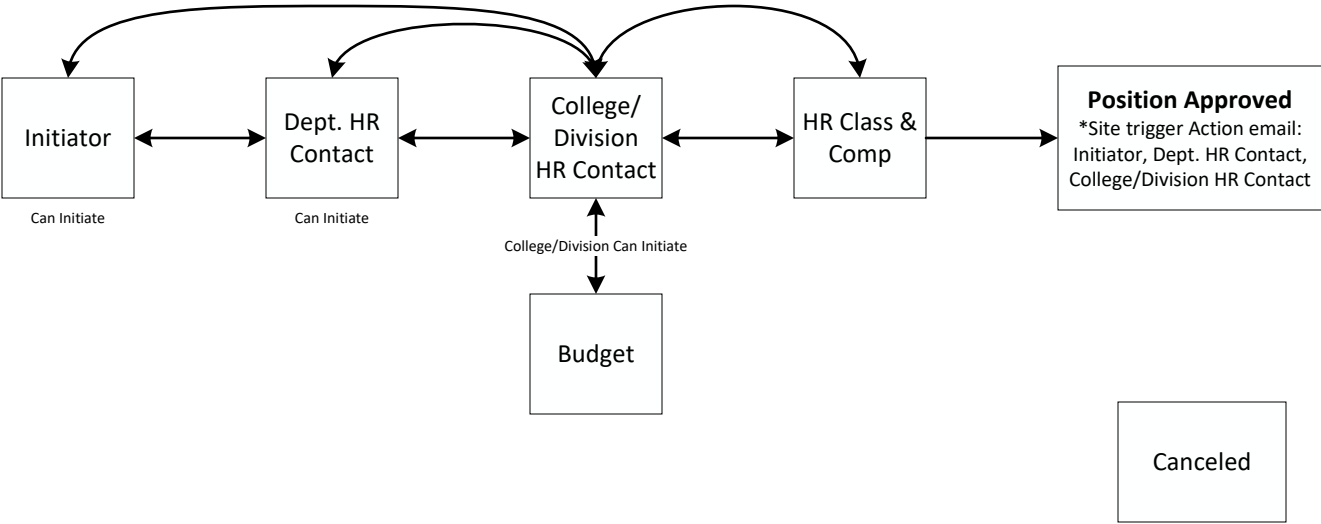 Initiator
Dept. HR
Contact
College/
Division
HR Contact
HR Class &
Comp
Position Approved
*Site trigger Action email:
Initiator, Dept. HR Contact,
College/Division HR Contact
Can Initiate
Can Initiate
College/Division Can Initiate
Budget
Canceled